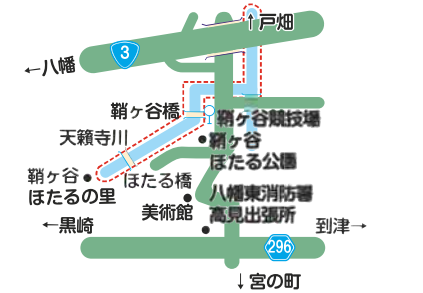 ↑戸畑
3
←八幡
鞘ヶ谷橋
鞘ヶ谷競技場
天籟寺川
鞘ヶ谷
ほたる公園
鞘ヶ谷
ほたるの里
ほたる橋
八幡東消防署
高見出張所
美術館
←黒崎
到津→
296
↓宮の町